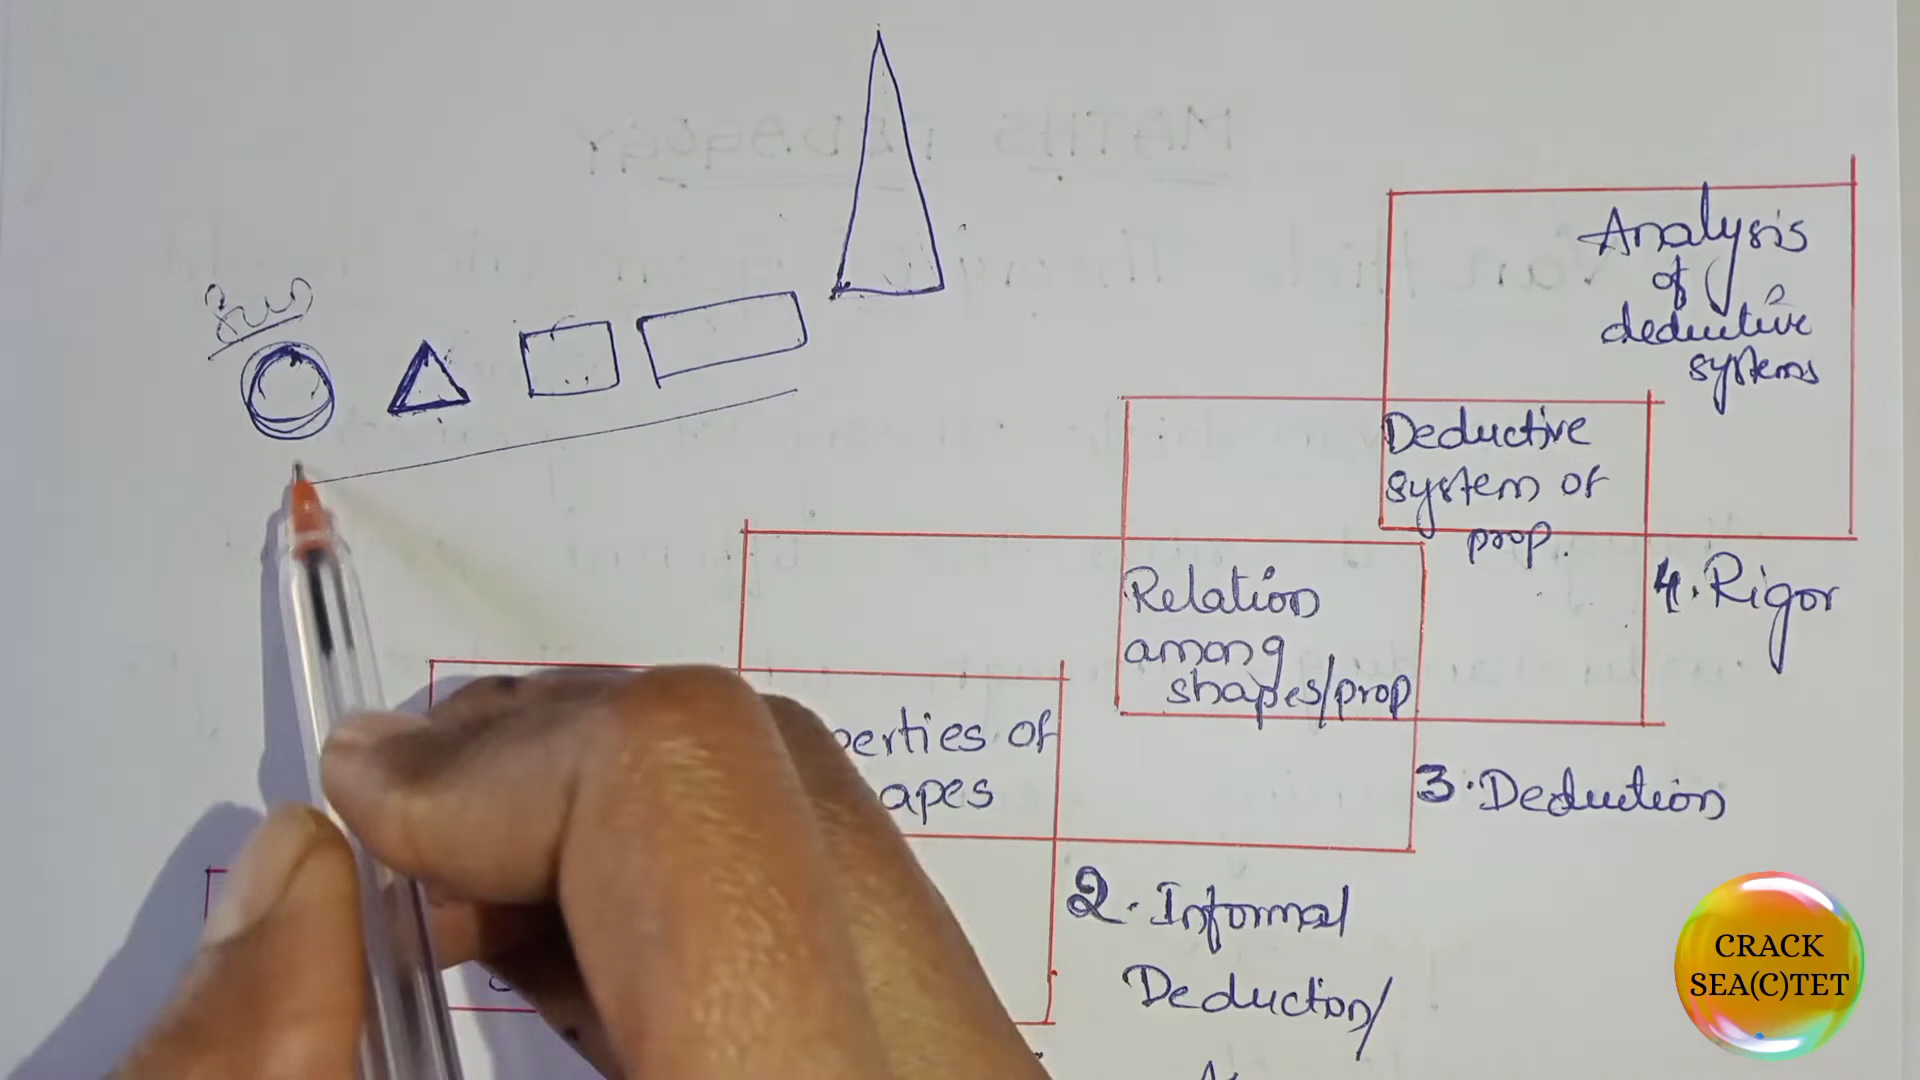 Analysis
of
deductive
systems
Deductive
system of
prop.
4. Rigor
Relation
among
shapes/prop
3. Deduction
perties of
apes
2. Informal
Deduction/
CRACK
SEA(C)TET